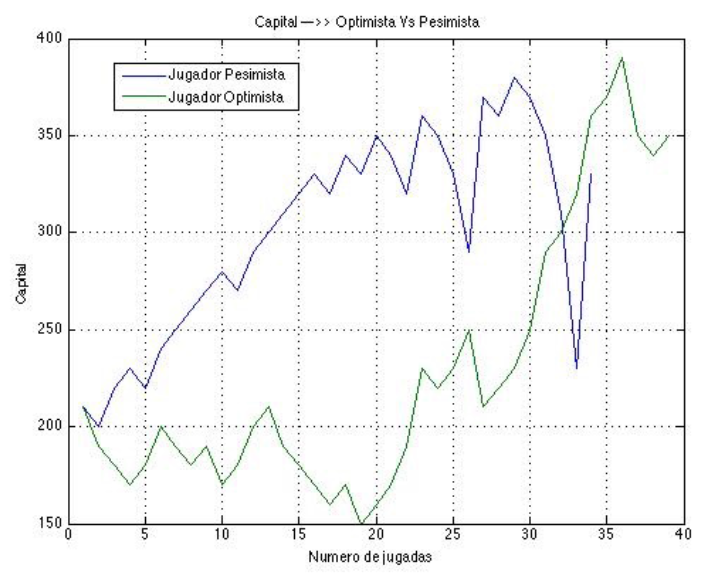 Capital —>> Optimista Vs Pesimista
400
Jugador Pesimista
Jugador Optimista
350
300
Capital
250
200
150
0 5 10 15 20 25 30 35 40
Numero de jugadas